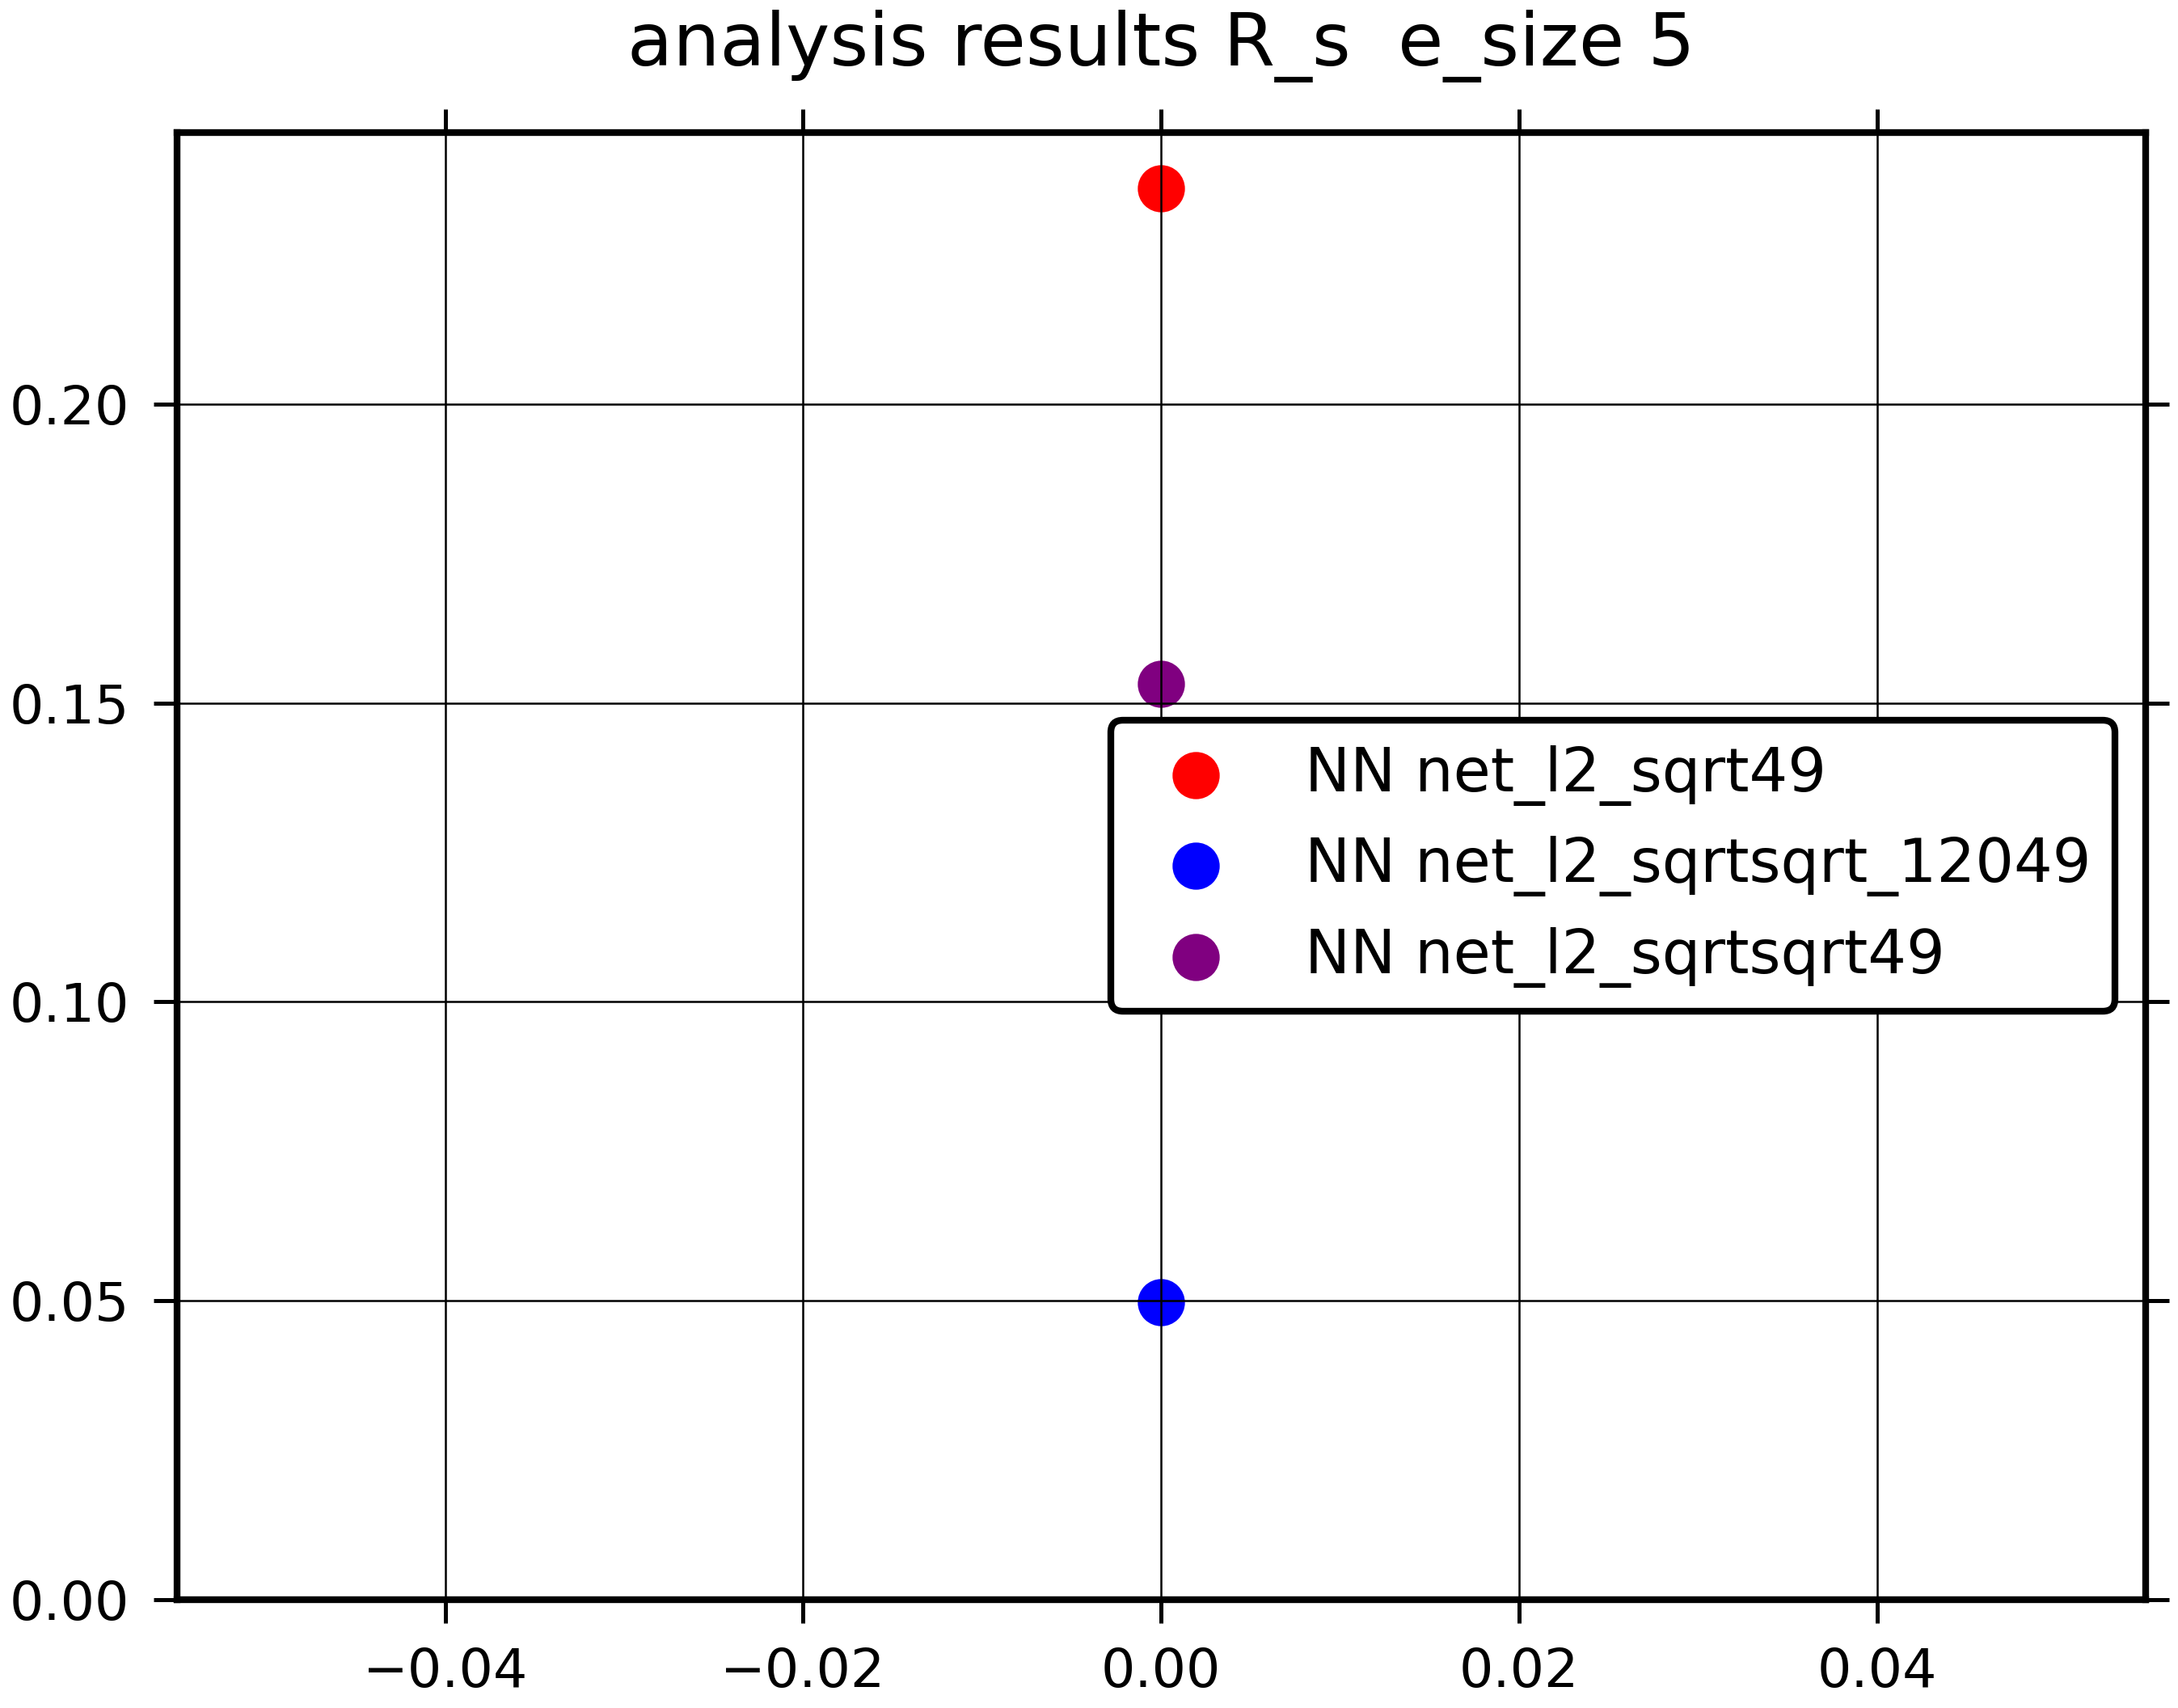 analysis results R_s  e_size 5
0.20
0.15
0.10
0.05
0.00
NN net_l2_sqrt49
NN net_l2_sqrtsqrt_12049
NN net_l2_sqrtsqrt49
−0.04 −0.02 0.00 0.02 0.04